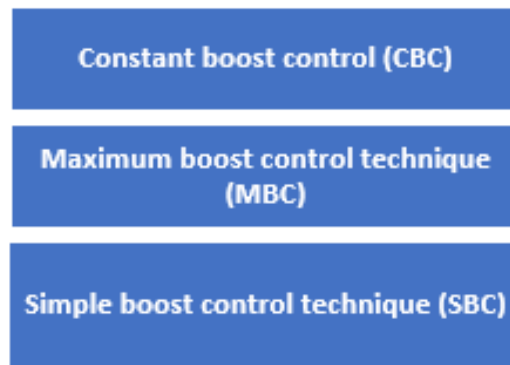 Constant boost control (CBC)
Maximum boost control technique
(MBC)
Simple boost control technique (SBC)